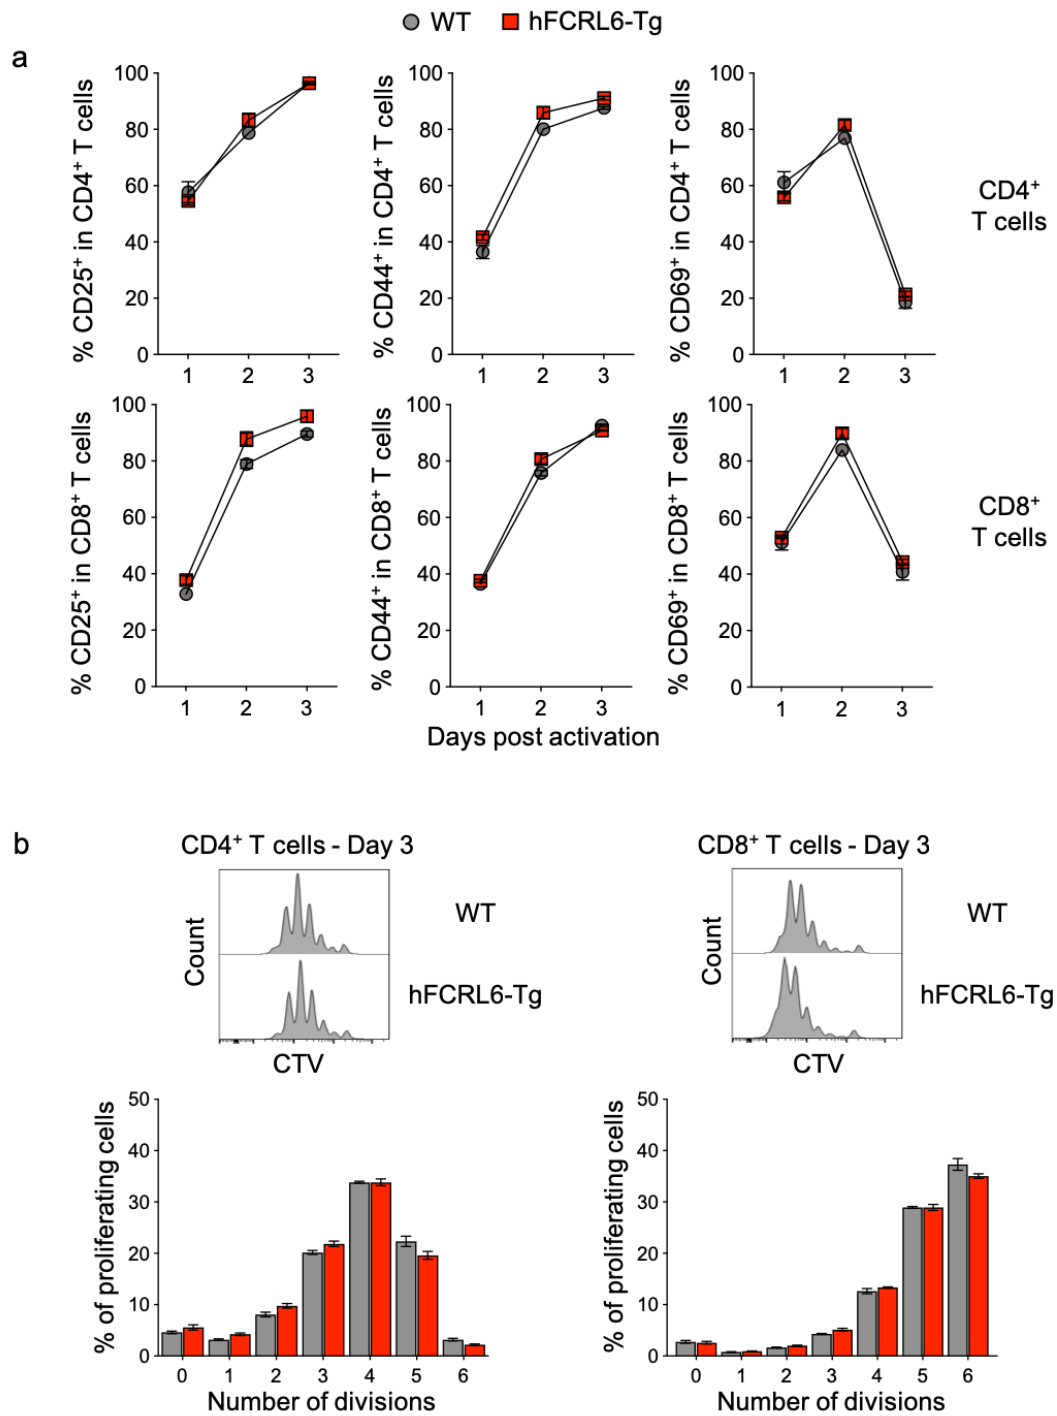 WT hFCRL6-Tg
a
% CD25⁺ in CD4⁺ T cells
100
80
60
40
20
0
1 2 3
% CD44⁺ in CD4⁺ T cells
100
80
60
40
20
0
1 2 3
% CD69⁺ in CD4⁺ T cells
100
80
60
40
20
0
1 2 3
CD4⁺
T cells
% CD25⁺ in CD8⁺ T cells
100
80
60
40
20
0
1 2 3
% CD44⁺ in CD8⁺ T cells
100
80
60
40
20
0
1 2 3
% CD69⁺ in CD8⁺ T cells
100
80
60
40
20
0
1 2 3
CD8⁺
T cells
Days post activation
b
CD4⁺ T cells - Day 3
Count
WT
hFCRL6-Tg
CTV
CD8⁺ T cells - Day 3
Count
WT
hFCRL6-Tg
CTV
% of proliferating cells
50
40
30
20
10
0
0 1 2 3 4 5 6
Number of divisions
% of proliferating cells
50
40
30
20
10
0
0 1 2 3 4 5 6
Number of divisions